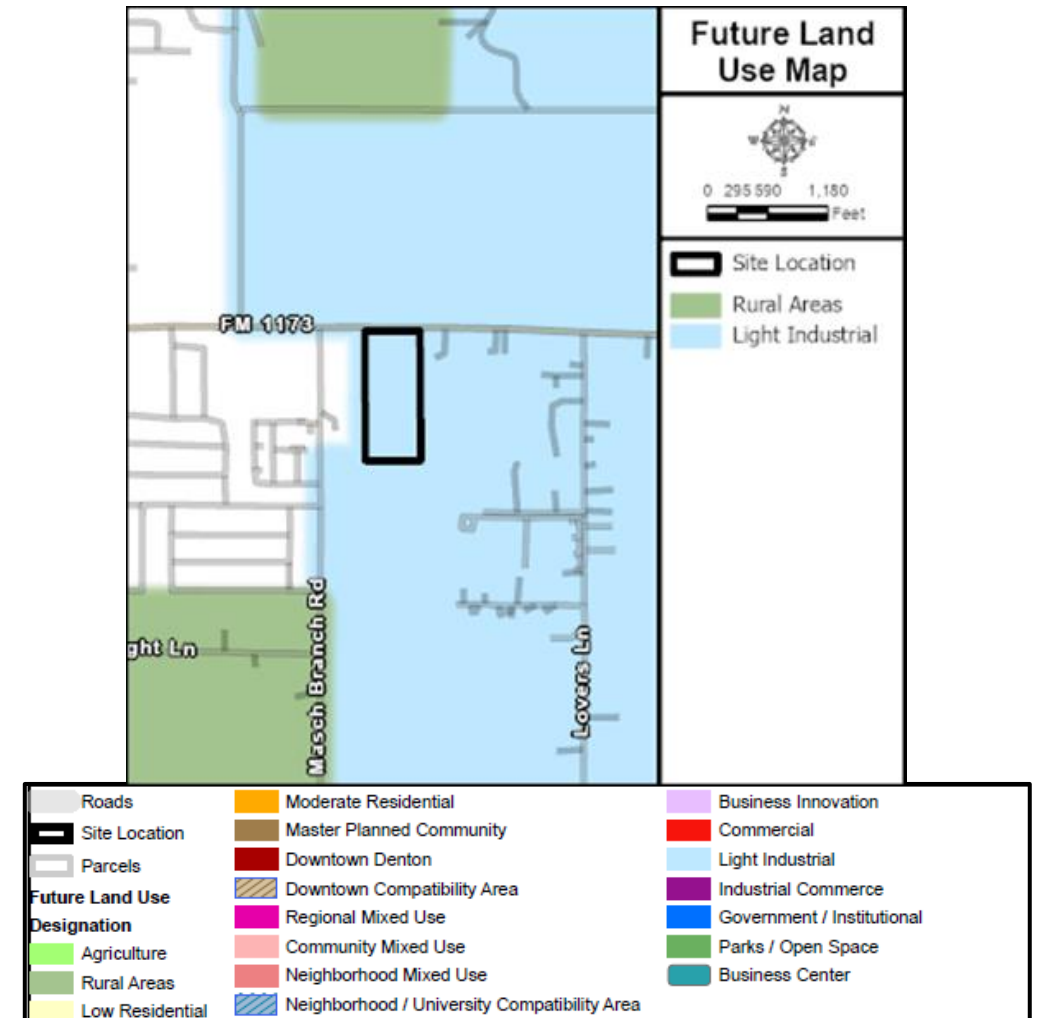 Future Land
Use Map
N
W E
S
0 295 590 1,180
Feet
Site Location
Rural Areas
Light Industrial
FM 1173
Masch Branch Rd
ght Ln
Lovers Ln
Roads
Site Location
Parcels
Future Land Use
Designation
Agriculture
Rural Areas
Low Residential
Moderate Residential
Master Planned Community
Downtown Denton
Downtown Compatibility Area
Regional Mixed Use
Community Mixed Use
Neighborhood Mixed Use
Neighborhood / University Compatibility Area
Business Innovation
Commercial
Light Industrial
Industrial Commerce
Government / Institutional
Parks / Open Space
Business Center